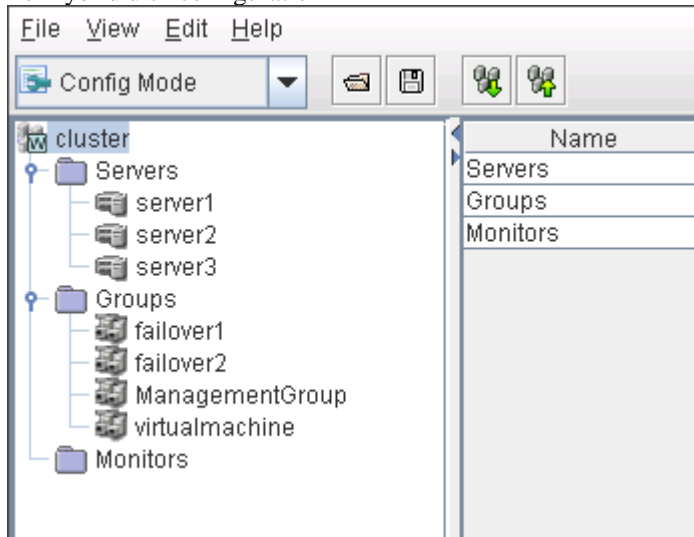 File View Edit Help
Config Mode
cluster
Servers
server1
server2
server3
Groups
failover1
failover2
ManagementGroup
virtualmachine
Monitors
Name
Servers
Groups
Monitors